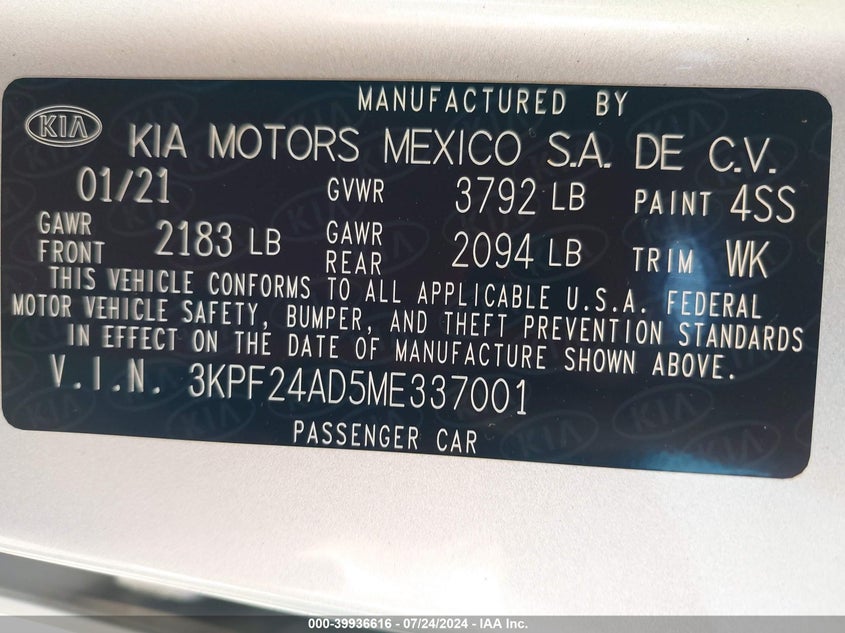 MANUFACTURED BY
KIA KIA MOTORS MEXICO S.A. DE C.V.
01/21 GVWR 3792 LB PAINT 4SS
GAWR FRONT 2183 LB GAWR REAR 2094 LB TRIM WK
THIS VEHICLE CONFORMS TO ALL APPLICABLE U.S.A. FEDERAL
MOTOR VEHICLE SAFETY, BUMPER, AND THEFT PREVENTION STANDARDS
IN EFFECT ON THE DATE OF MANUFACTURE SHOWN ABOVE.
V.I.N. 3KPF24AD5ME337001
PASSENGER CAR
000-39936616 - 07/24/2024 - IAA Inc.